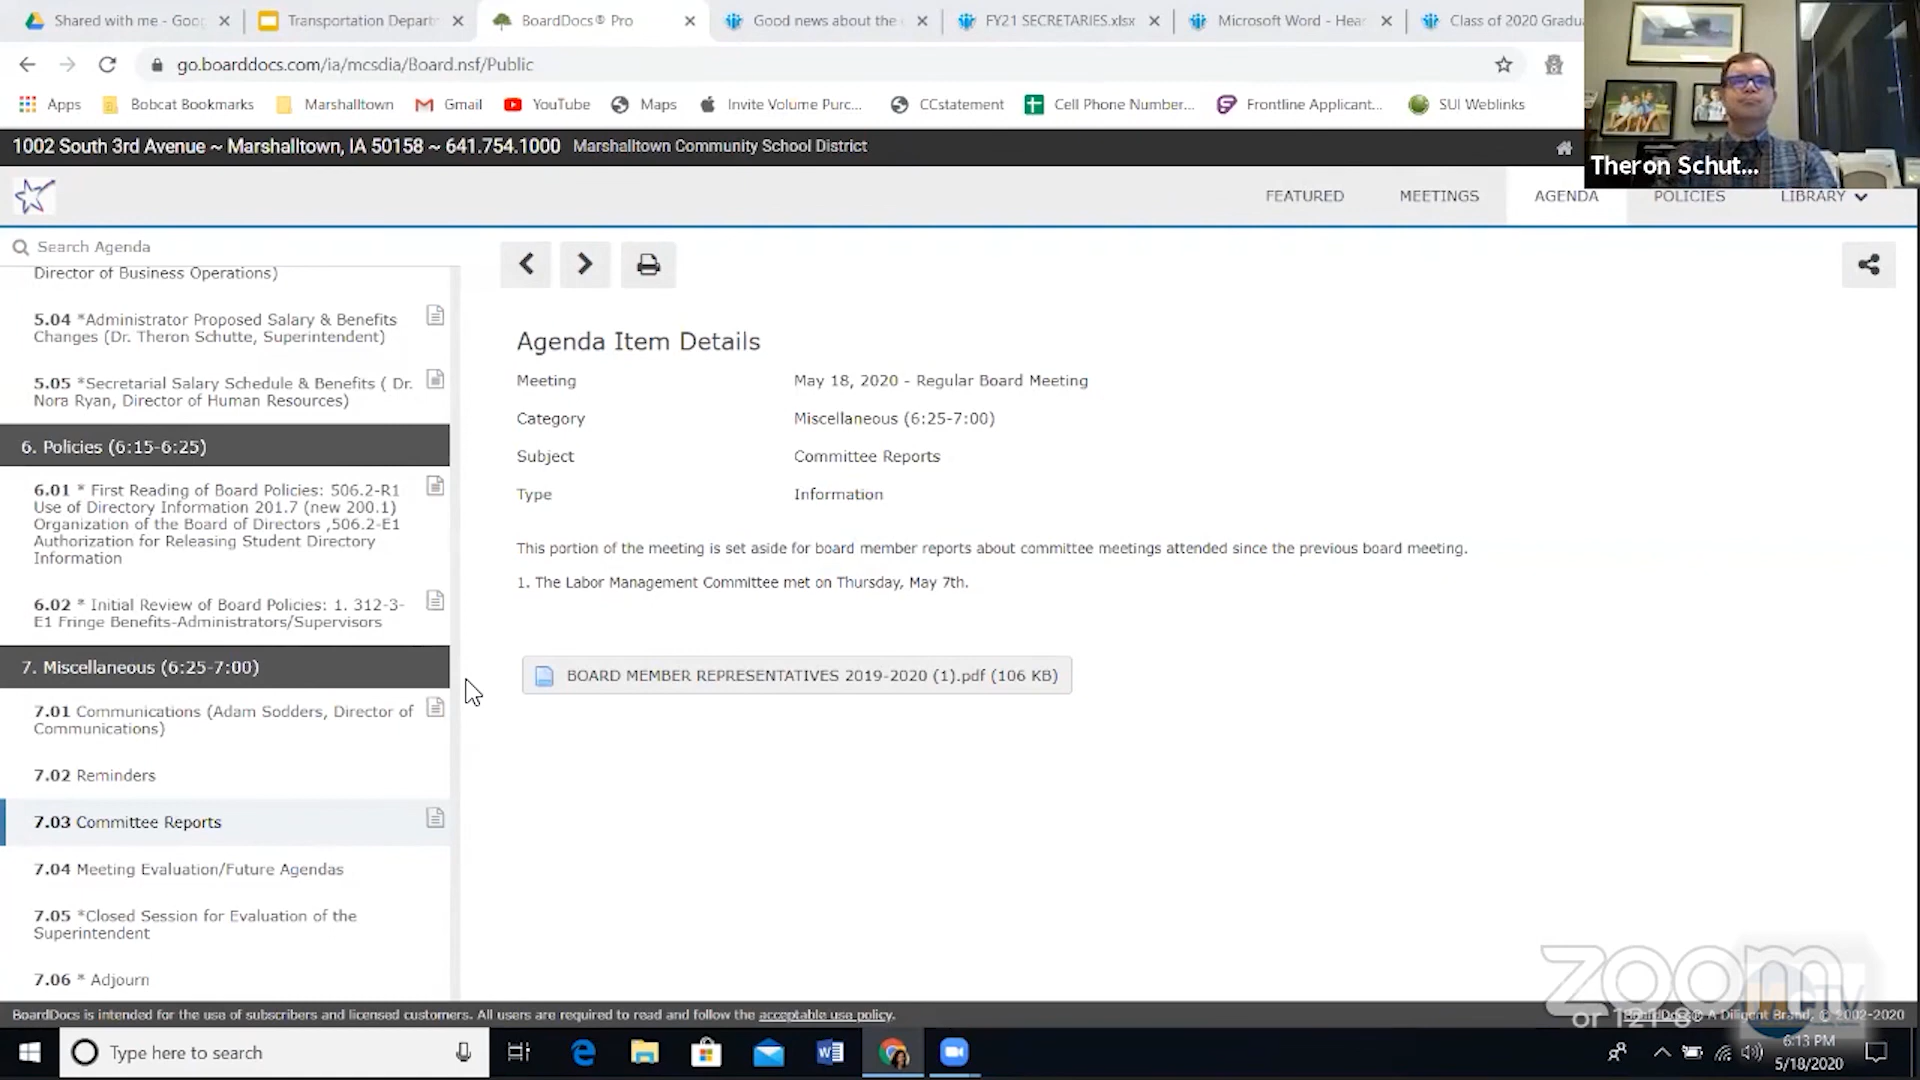 Shared with me - Goo
Transportation Depart
BoardDocs® Pro
Good news about the
FY21 SECRETARIES.xlsx
Microsoft Word - Hea
Class of 2020 Gradu
go.boarddocs.com/ia/mcsdia/Board.nsf/Public
Apps
Bobcat Bookmarks
Marshalltown
Gmail
YouTube
Maps
Invite Volume Purc...
CCstatement
Cell Phone Number...
Frontline Applicant...
SUI Weblinks
1002 South 3rd Avenue ~ Marshalltown, IA 50158 ~ 641.754.1000 Marshalltown Community School District
Theron Schut...
FEATURED
MEETINGS
AGENDA
POLICIES
LIBRARY
Search Agenda
Director of Business Operations)
5.04 *Administrator Proposed Salary & Benefits
Changes (Dr. Theron Schutte, Superintendent)
5.05 *Secretarial Salary Schedule & Benefits ( Dr.
Nora Ryan, Director of Human Resources)
6. Policies (6:15-6:25)
6.01 * First Reading of Board Policies: 506.2-R1
Use of Directory Information 201.7 (new 200.1)
Organization of the Board of Directors ,506.2-E1
Authorization for Releasing Student Directory
Information
6.02 * Initial Review of Board Policies: 1. 312-3-
E1 Fringe Benefits-Administrators/Supervisors
7. Miscellaneous (6:25-7:00)
7.01 Communications (Adam Sodders, Director of
Communications)
7.02 Reminders
7.03 Committee Reports
7.04 Meeting Evaluation/Future Agendas
7.05 *Closed Session for Evaluation of the
Superintendent
7.06 * Adjourn
Agenda Item Details
Meeting May 18, 2020 - Regular Board Meeting
Category Miscellaneous (6:25-7:00)
Subject Committee Reports
Type Information
This portion of the meeting is set aside for board member reports about committee meetings attended since the previous board meeting.
1. The Labor Management Committee met on Thursday, May 7th.
BOARD MEMBER REPRESENTATIVES 2019-2020 (1).pdf (106 KB)
zoom
BoardDocs is intended for the use of subscribers and licensed customers. All users are required to read and follow the acceptable use policy.
BoardDocs® A Diligent Brand, © 2002-2020
Type here to search
6:13 PM
5/18/2020